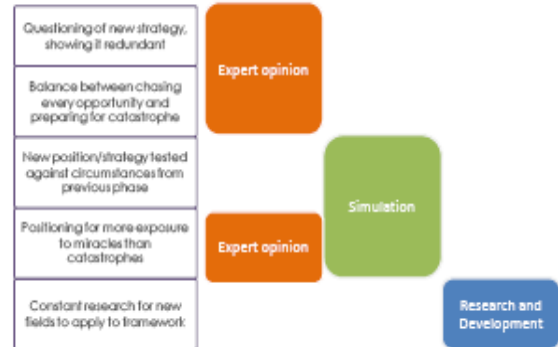 Questioning of new strategy,
showing it redundant
Expert opinion
Balance between chasing
every opportunity and
preparing for catastrophe
New position/strategy tested
against circumstances from
previous phase
Simulation
Positioning for more exposure
to miracles than
catastrophes
Expert opinion
Constant research for new
fields to apply to framework
Research and
Development